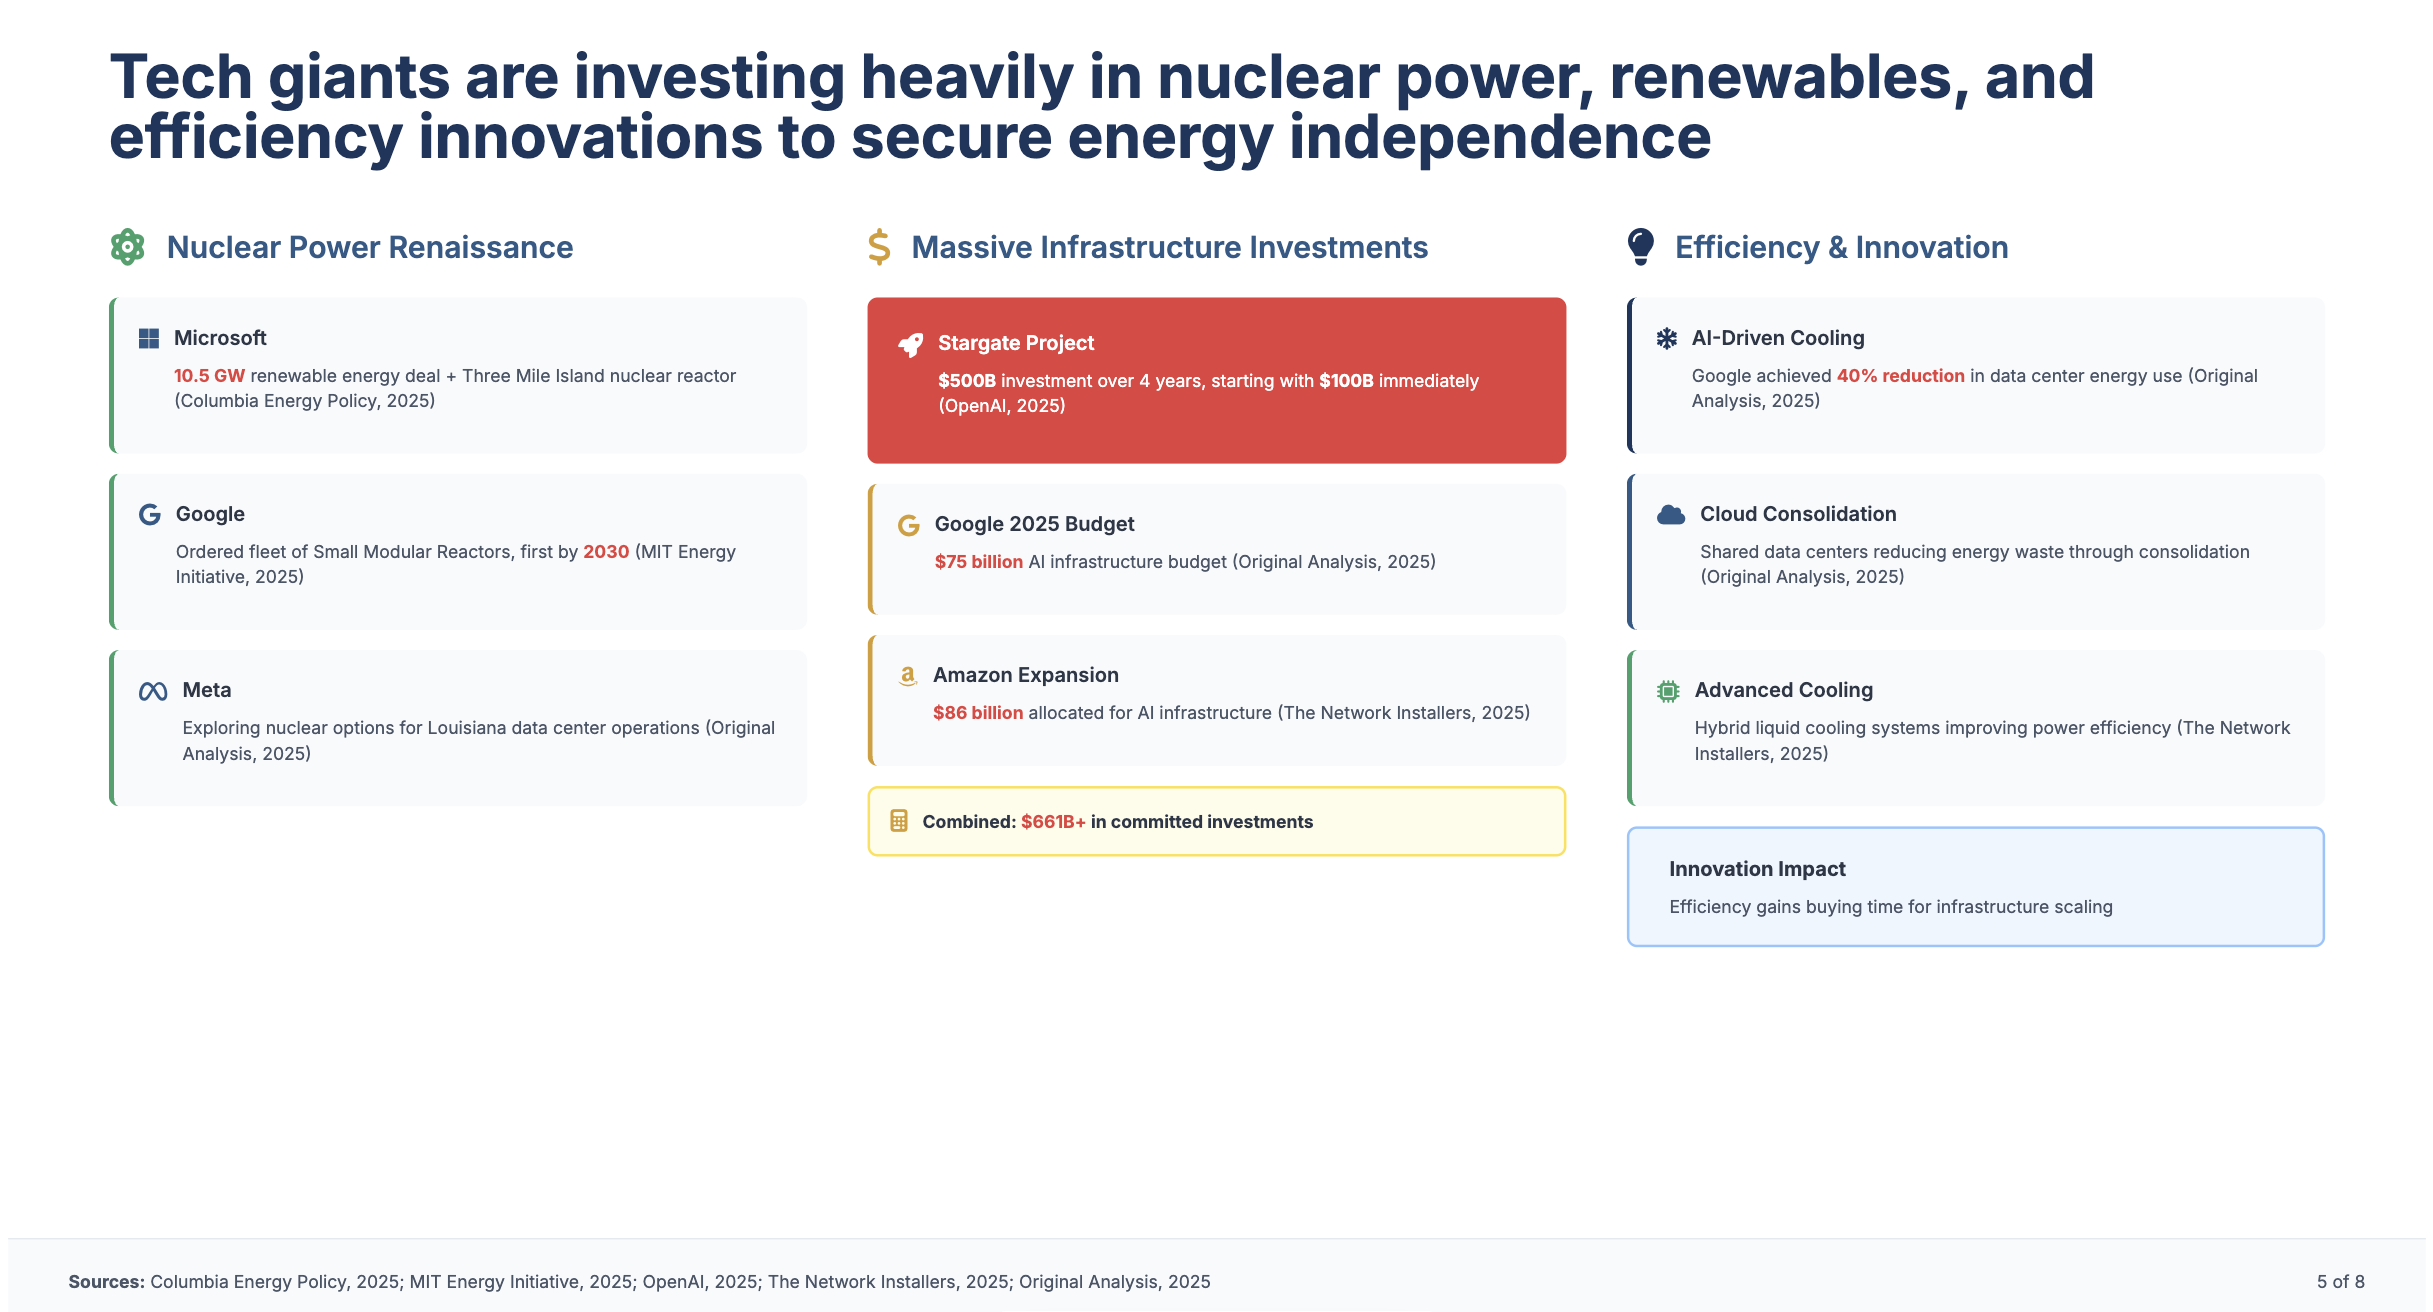 Tech giants are investing heavily in nuclear power, renewables, and
efficiency innovations to secure energy independence
Nuclear Power Renaissance
Microsoft
10.5 GW renewable energy deal + Three Mile Island nuclear reactor
(Columbia Energy Policy, 2025)
Google
Ordered fleet of Small Modular Reactors, first by 2030 (MIT Energy
Initiative, 2025)
Meta
Exploring nuclear options for Louisiana data center operations (Original
Analysis, 2025)
Massive Infrastructure Investments
Stargate Project
$500B investment over 4 years, starting with $100B immediately
(OpenAI, 2025)
Google 2025 Budget
$75 billion AI infrastructure budget (Original Analysis, 2025)
Amazon Expansion
$86 billion allocated for AI infrastructure (The Network Installers, 2025)
Combined: $661B+ in committed investments
Efficiency & Innovation
AI-Driven Cooling
Google achieved 40% reduction in data center energy use (Original
Analysis, 2025)
Cloud Consolidation
Shared data centers reducing energy waste through consolidation
(Original Analysis, 2025)
Advanced Cooling
Hybrid liquid cooling systems improving power efficiency (The Network
Installers, 2025)
Innovation Impact
Efficiency gains buying time for infrastructure scaling
Sources: Columbia Energy Policy, 2025; MIT Energy Initiative, 2025; OpenAI, 2025; The Network Installers, 2025; Original Analysis, 2025
5 of 8